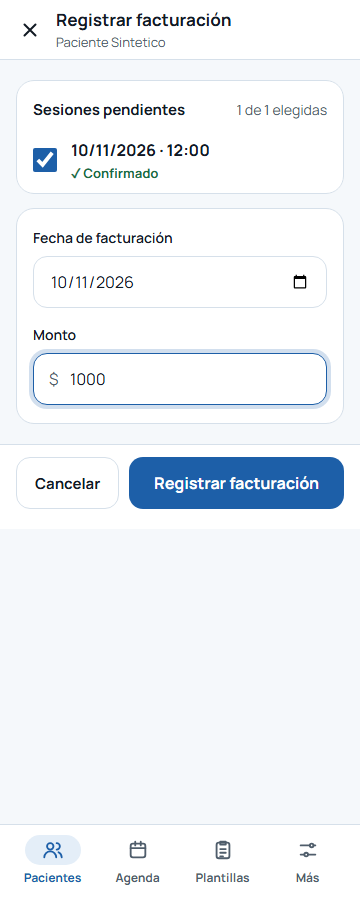 Registrar facturación
Paciente Sintetico
Sesiones pendientes
1 de 1 elegidas
10/11/2026 · 12:00
✓ Confirmado
Fecha de facturación
10/11/2026
Monto
$ 1000
Cancelar
Registrar facturación
Pacientes
Agenda
Plantillas
Más